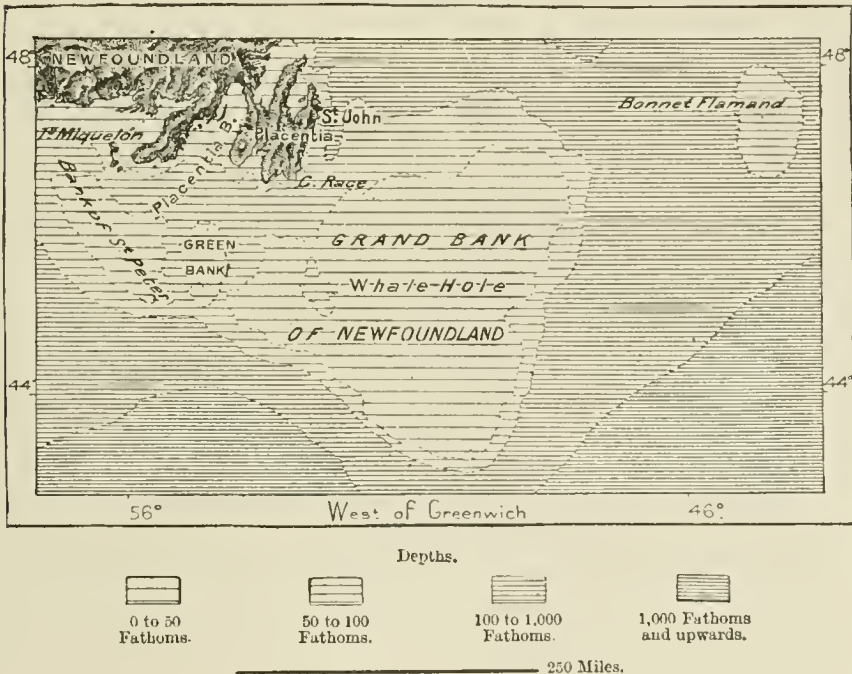 48°
48°
NEWFOUNDLAND
Bonnet Flamand
St. John
Placentia
Miquelon
Placentia B.
C. Race
Bank of St. Peter
GREEN
BANK
GRAND BANK
Whale-Hole
OF NEWFOUNDLAND
44°
44°
56°
West of Greenwich
46°
Depths.
0 to 50
Fathoms.
50 to 100
Fathoms.
100 to 1,000
Fathoms.
1,000 Fathoms
and upwards.
250 Miles.